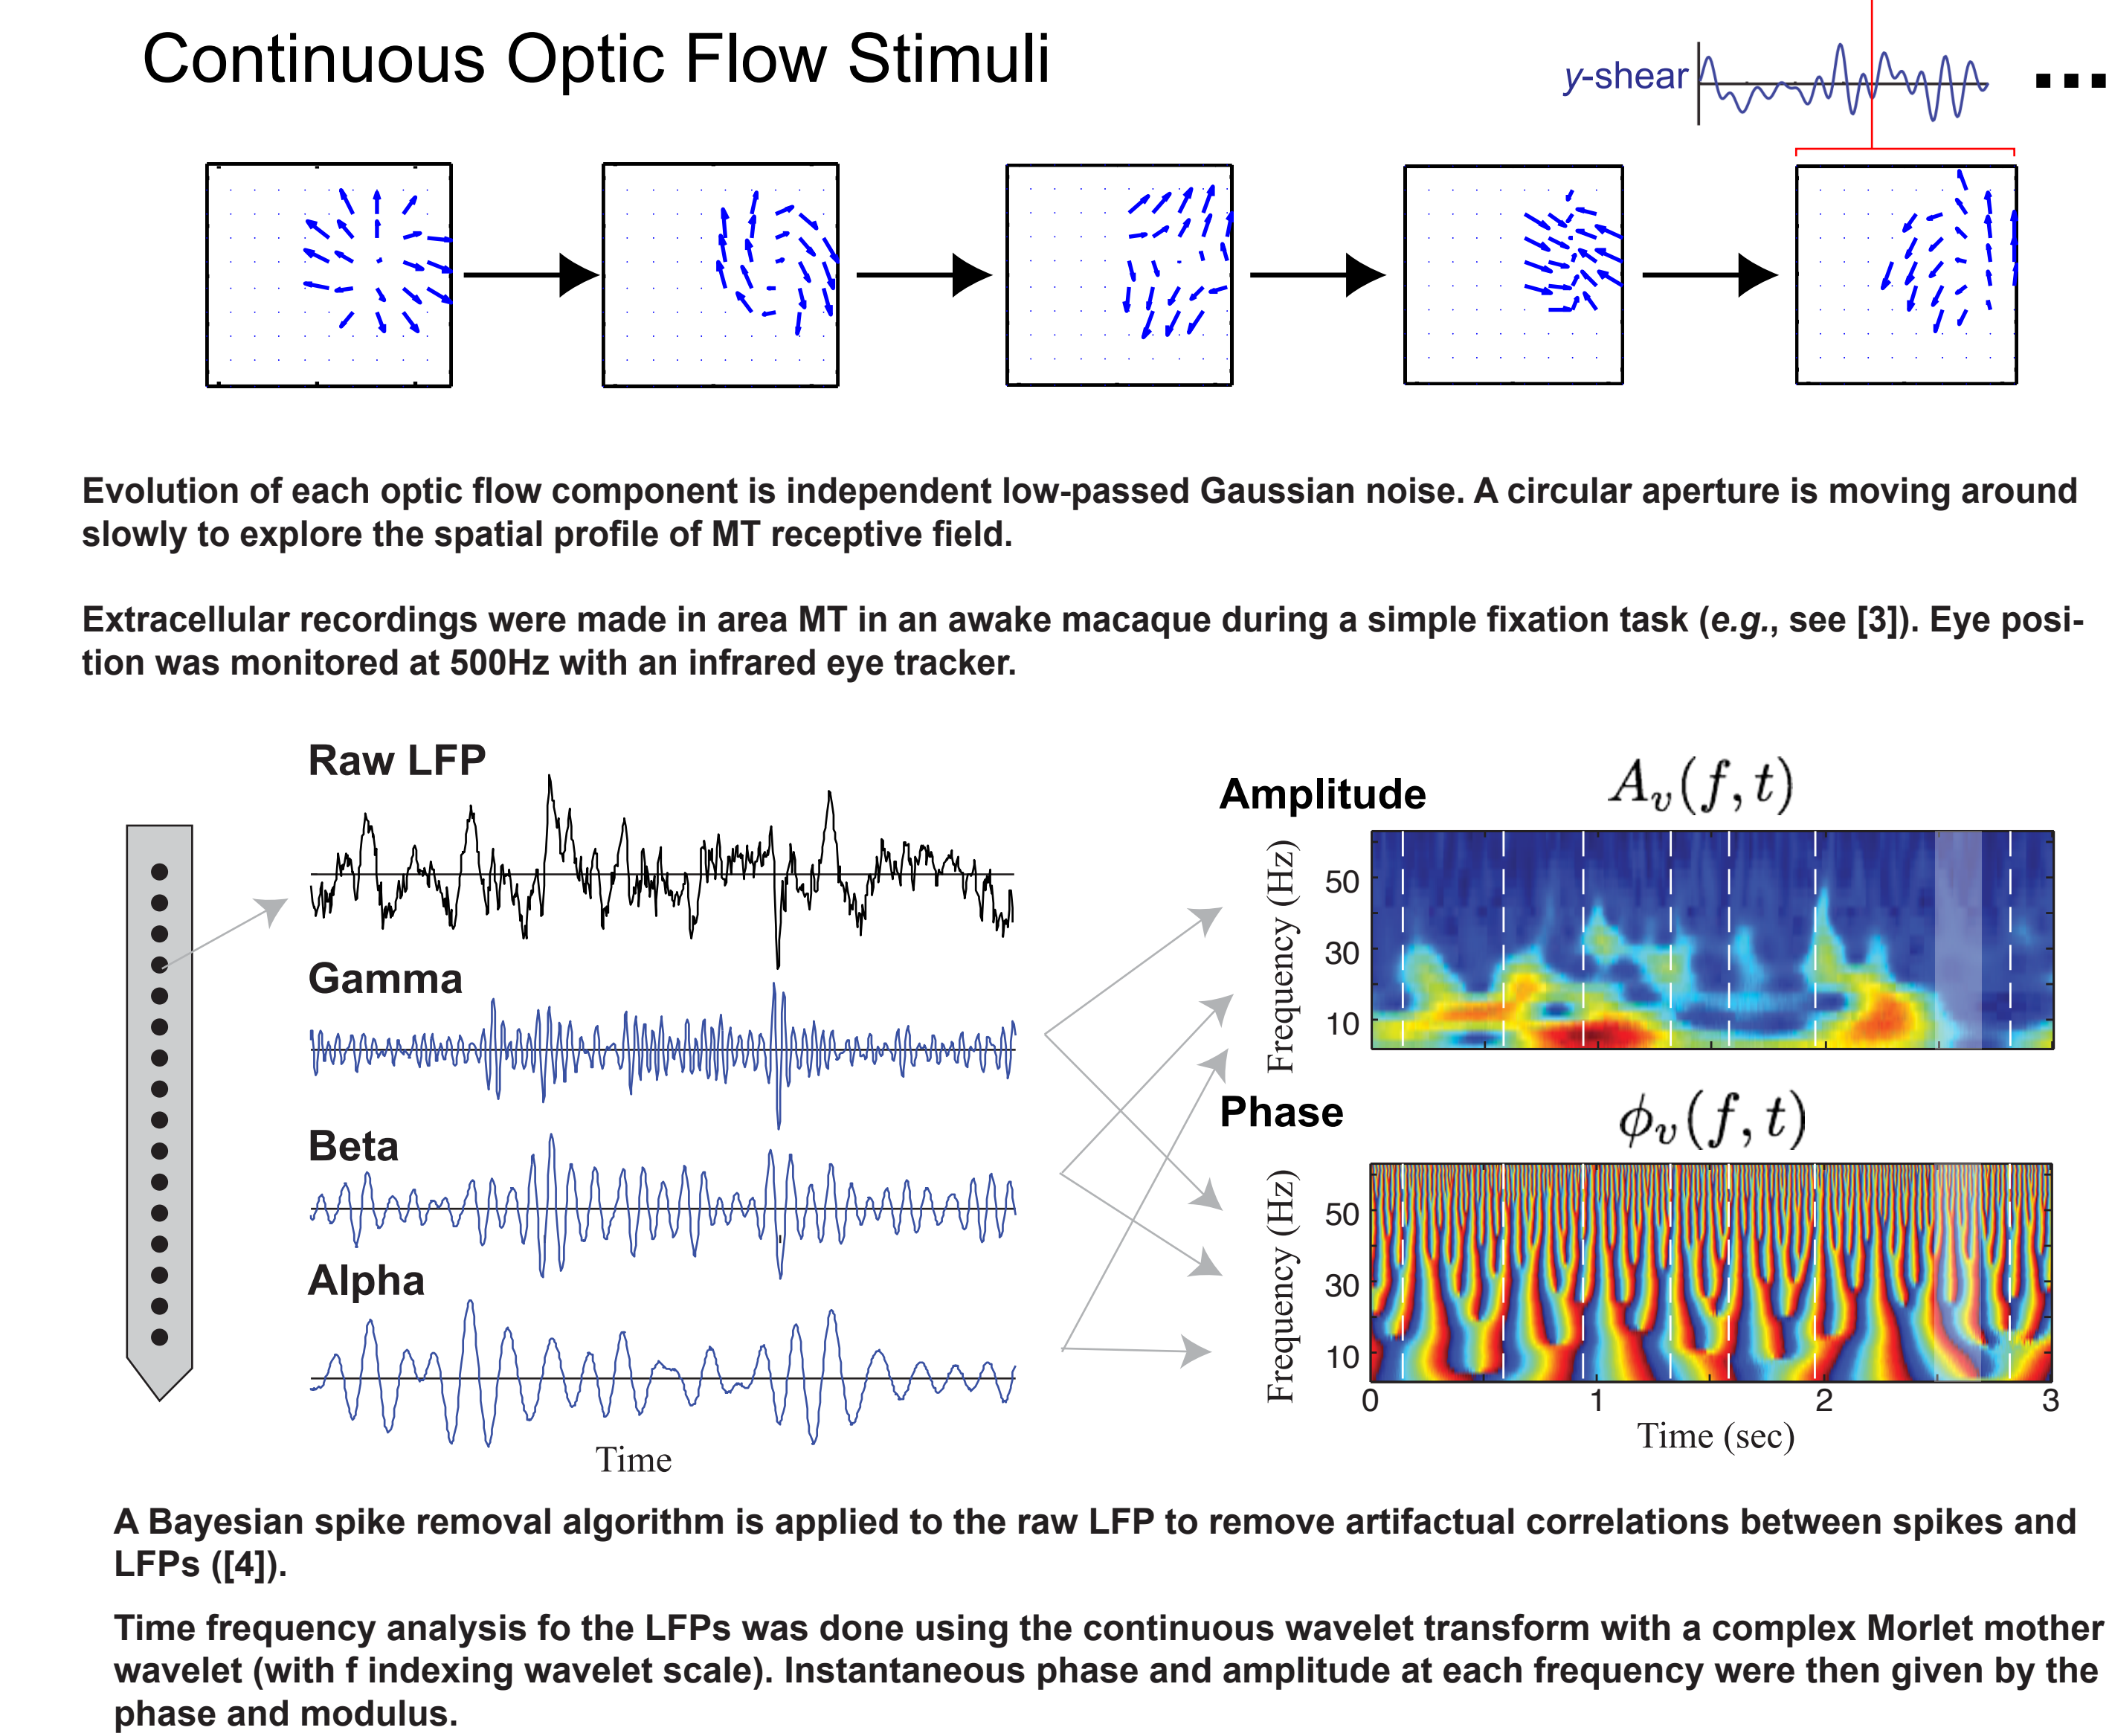 Continuous Optic Flow Stimuli
y-shear
...
Evolution of each optic flow component is independent low-passed Gaussian noise. A circular aperture is moving around
slowly to explore the spatial profile of MT receptive field.
Extracellular recordings were made in area MT in an awake macaque during a simple fixation task (e.g., see [3]). Eye posi-
tion was monitored at 500Hz with an infrared eye tracker.
Raw LFP
Gamma
Beta
Alpha
Time
Amplitude
A_v(f,t)
Frequency (Hz)
50
30
10
Phase
ϕ_v(f,t)
Frequency (Hz)
50
30
10
0 1 2 3
Time (sec)
A Bayesian spike removal algorithm is applied to the raw LFP to remove artifactual correlations between spikes and
LFPs ([4]).
Time frequency analysis fo the LFPs was done using the continuous wavelet transform with a complex Morlet mother
wavelet (with f indexing wavelet scale). Instantaneous phase and amplitude at each frequency were then given by the
phase and modulus.